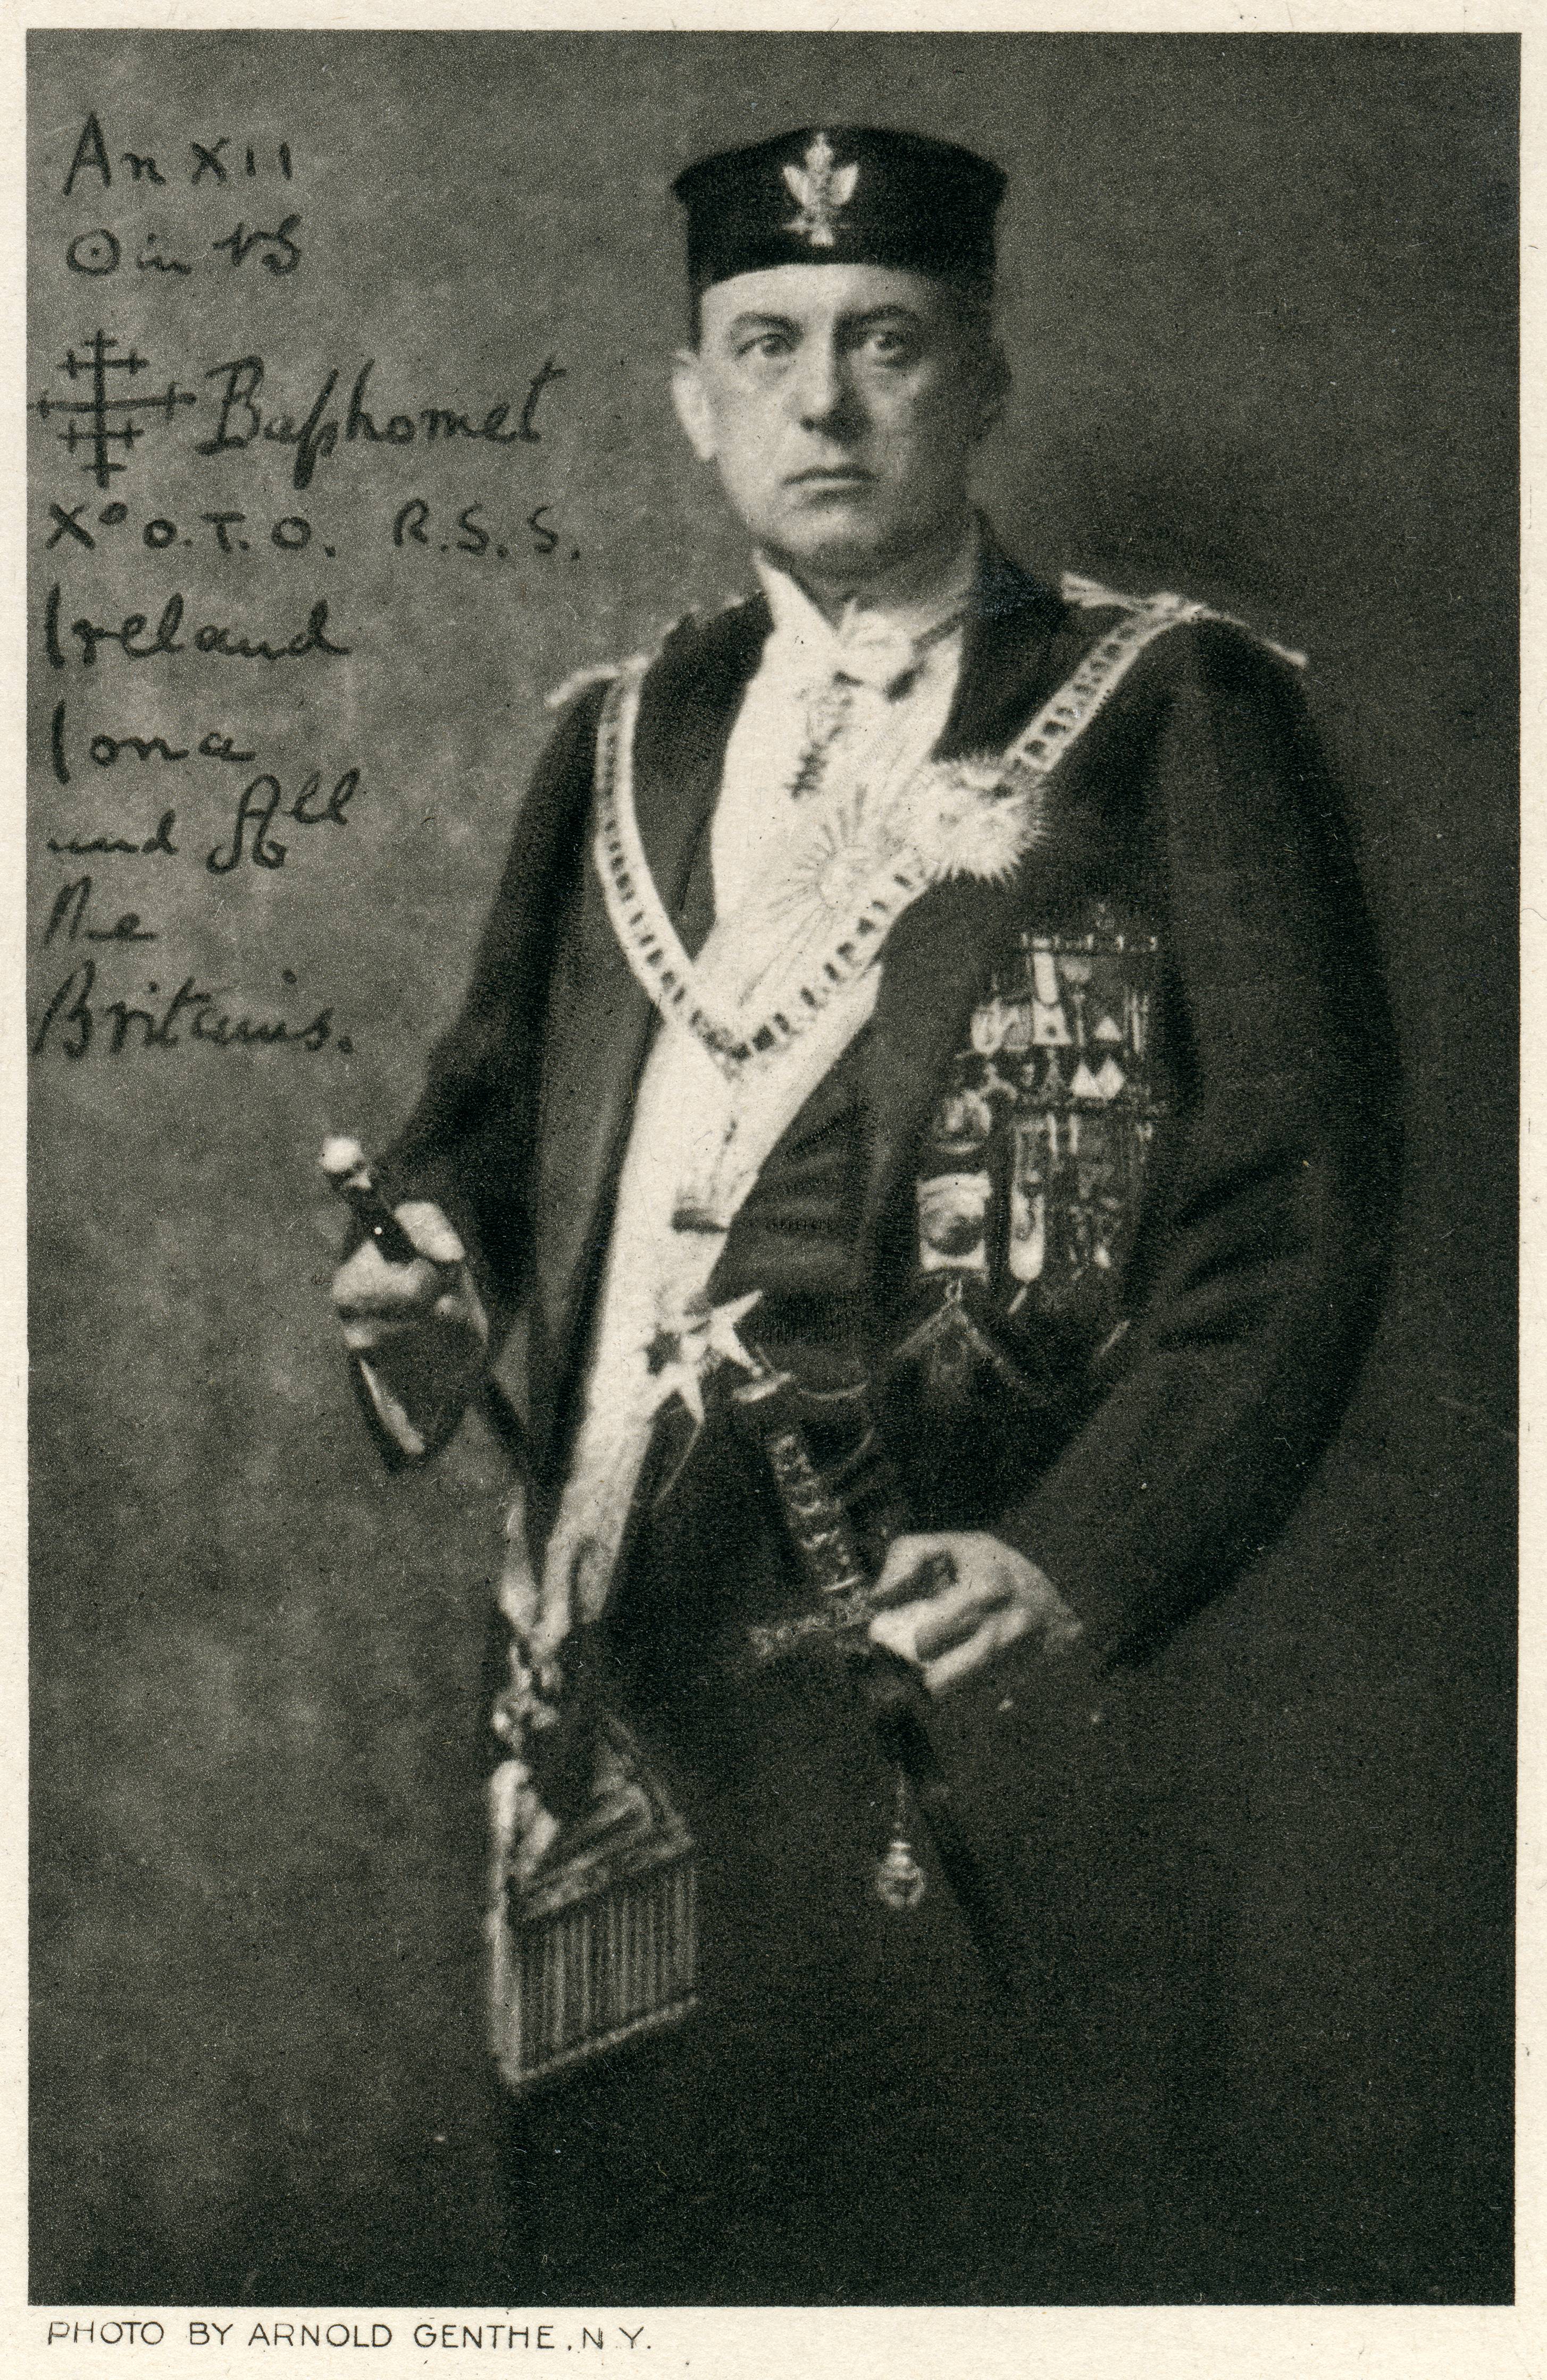 An XII
☉ in ♑
Baphomet
X° O.T.O. R.S.S.
Ireland
Iona
and All
the
Britains.
PHOTO BY ARNOLD GENTHE, N.Y.